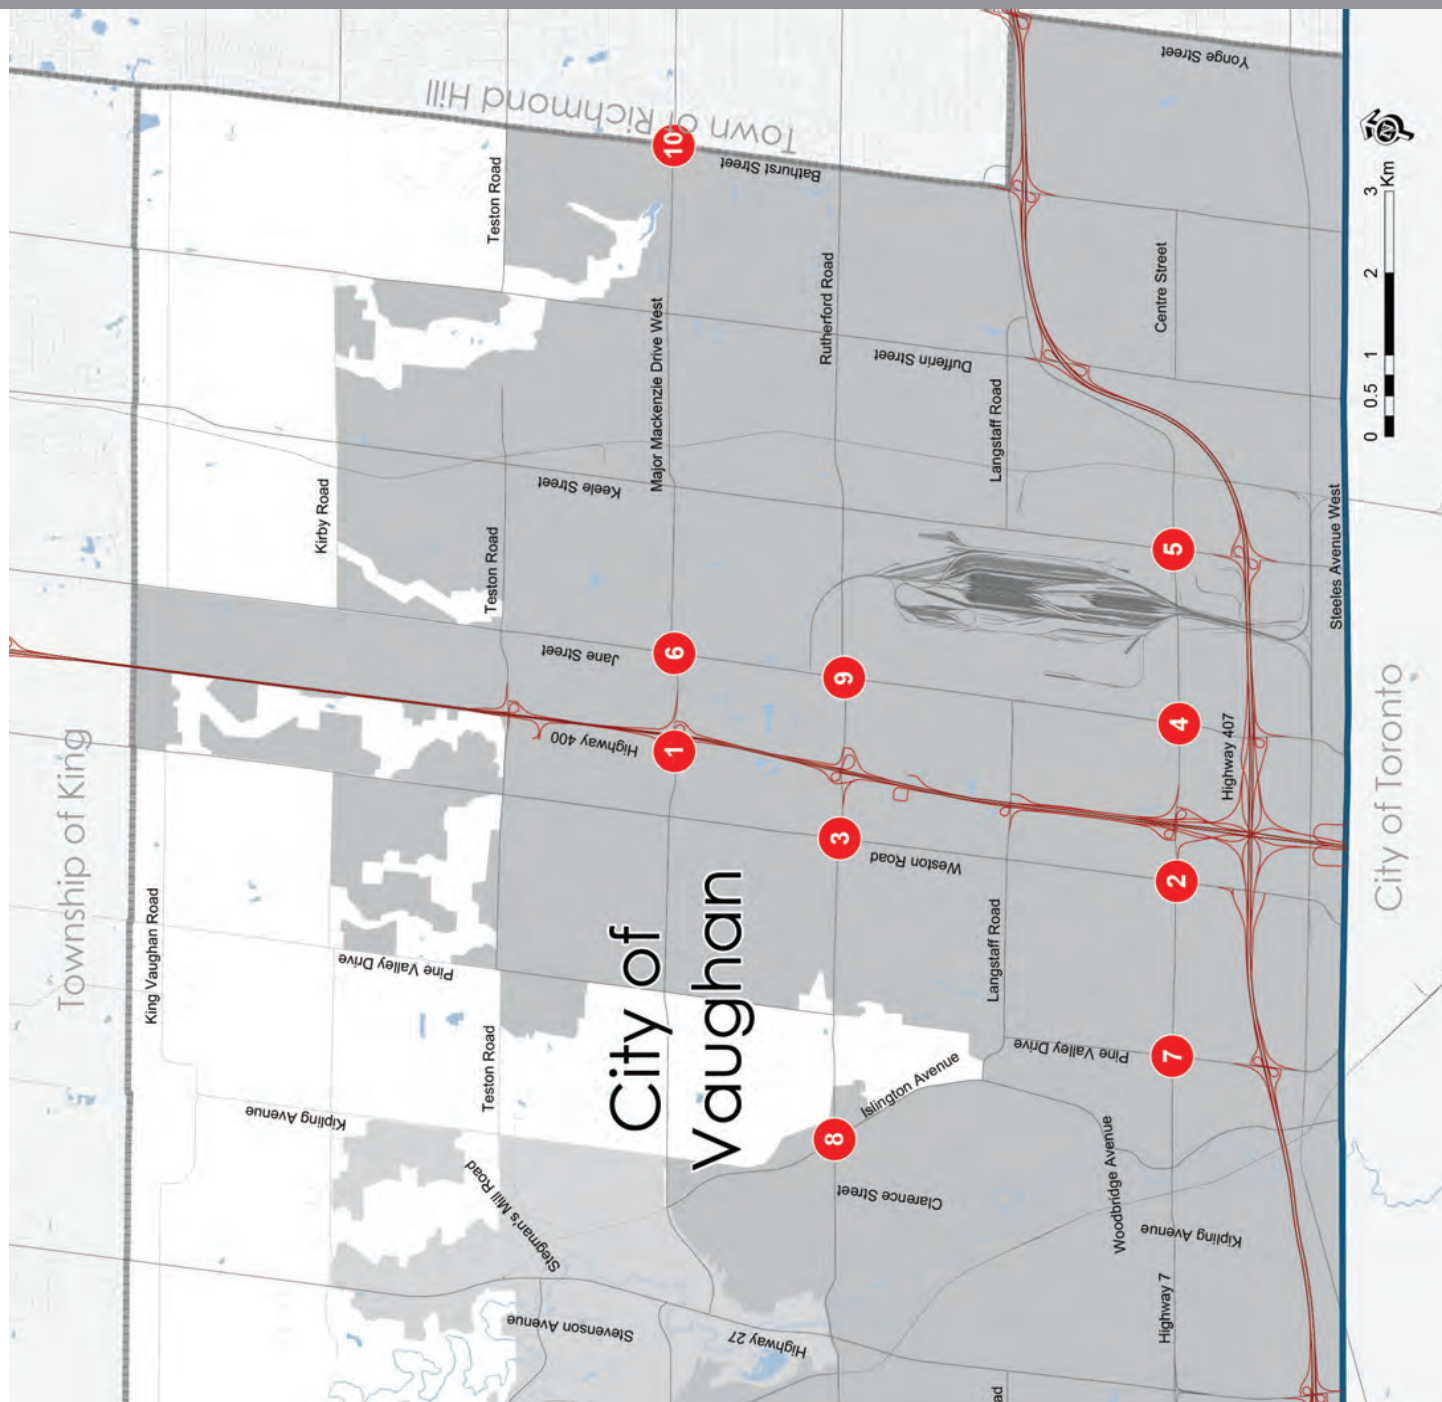 Town of Richmond Hill
Yonge Street
Bathurst Street
10
Teston Road
Major Mackenzie Drive West
Rutherford Road
Centre Street
Dufferin Street
Langstaff Road
Keele Street
Kirby Road
Teston Road
Jane Street
6
9
5
4
Steeles Avenue West
0 0.5 1 2 3 Km
N
Township of King
Highway 400
1
3
Weston Road
2
Highway 407
City of Toronto
King Vaughan Road
Pine Valley Drive
City of
Vaughan
Langstaff Road
Pine Valley Drive
7
Teston Road
Kipling Avenue
Islington Avenue
8
Clarence Street
Woodbridge Avenue
Kipling Avenue
Stegman's Mill Road
Stevenson Avenue
Highway 27
Highway 7
ad